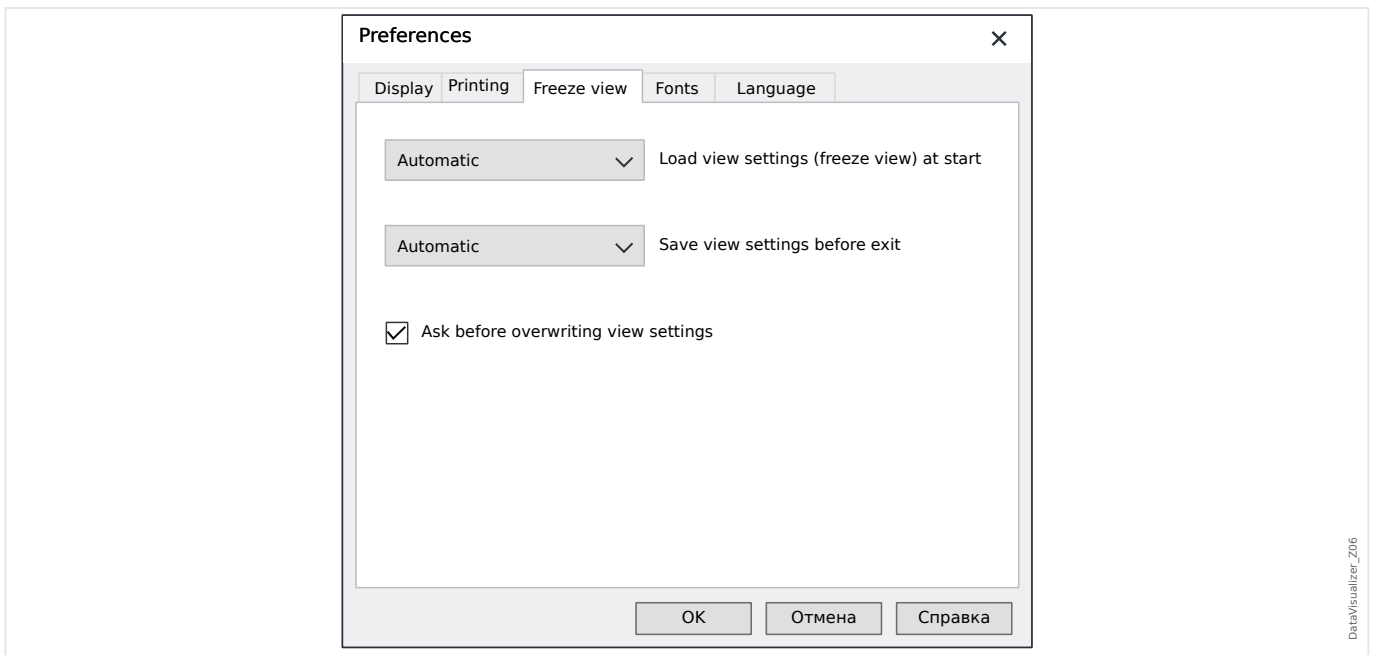 Preferences
Display Printing Freeze view Fonts Language
Automatic Load view settings (freeze view) at start
Automatic Save view settings before exit
Ask before overwriting view settings
OK Отмена Справка
DataVisualizer_Z06